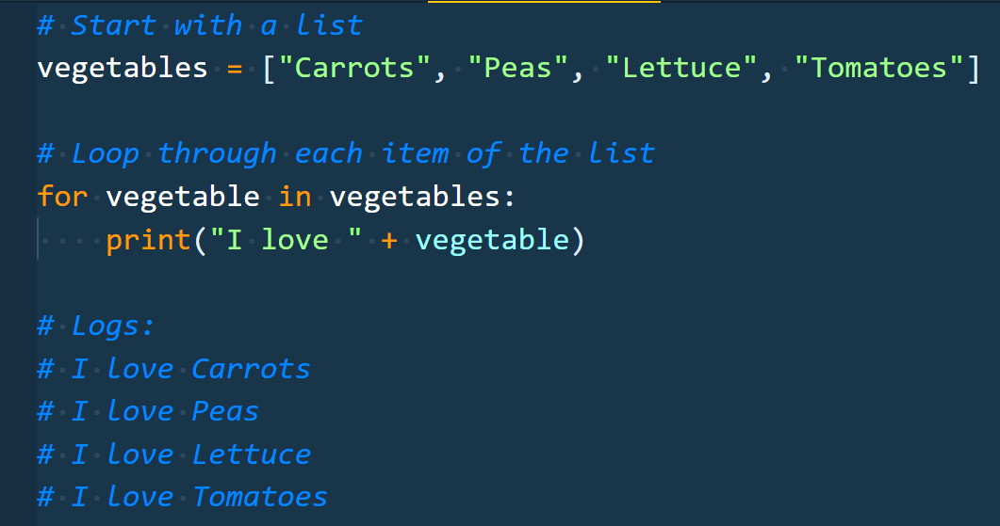 # Start with a list
vegetables = ["Carrots", "Peas", "Lettuce", "Tomatoes"]
# Loop through each item of the list
for vegetable in vegetables:
    print("I love " + vegetable)
# Logs:
# I love Carrots
# I love Peas
# I love Lettuce
# I love Tomatoes